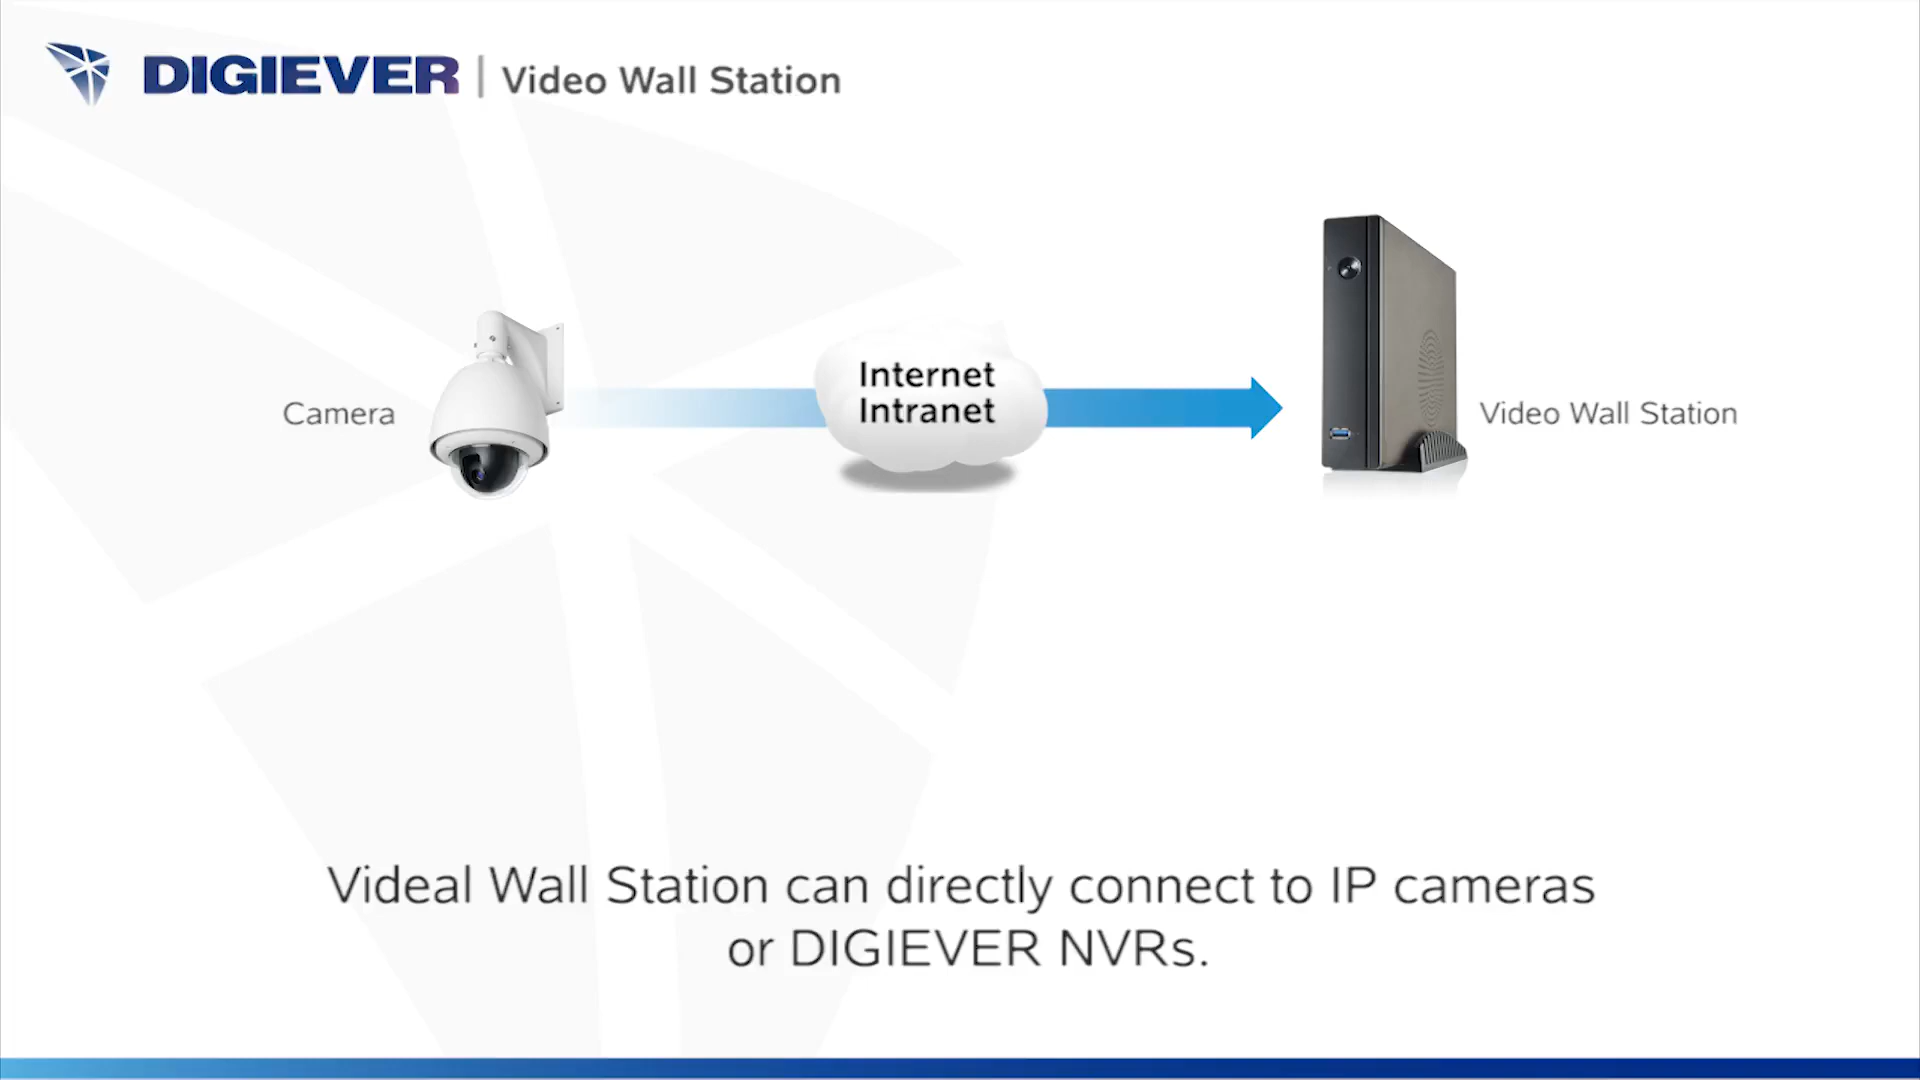 DIGIEVER | Video Wall Station
Internet
Intranet
Camera
Video Wall Station
Videal Wall Station can directly connect to IP cameras
or DIGIEVER NVRs.